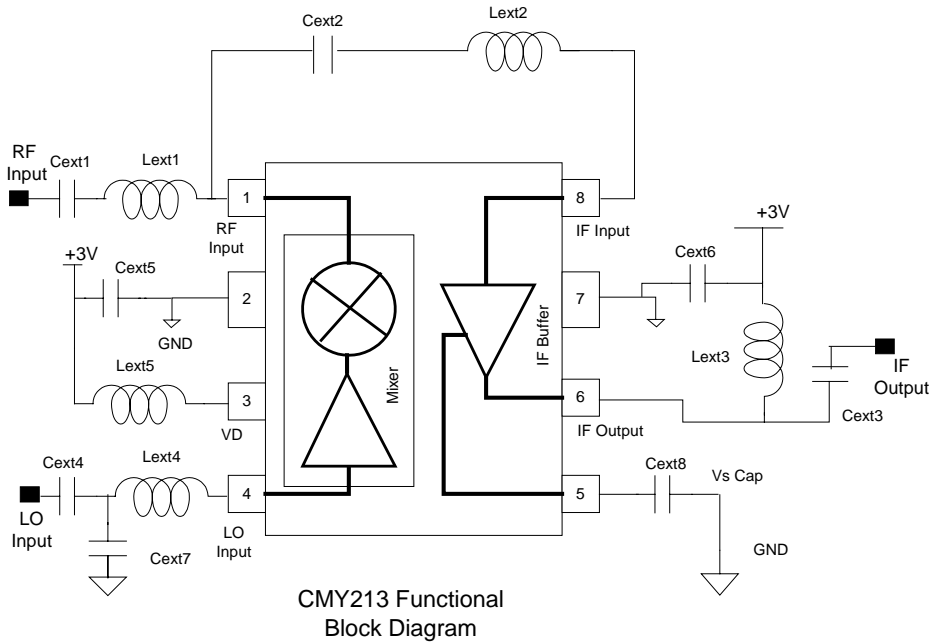 Cext2
Lext2
RF
Input
Cext1
Lext1
1
RF
Input
8
IF Input
+3V
Cext5
2
GND
Lext5
3
VD
Cext4
Lext4
4
LO
Input
LO
Input
Cext7
Mixer
IF Buffer
7
Cext6
+3V
Lext3
6
IF Output
IF
Output
Cext3
5
Cext8
Vs Cap
GND
CMY213 Functional
Block Diagram